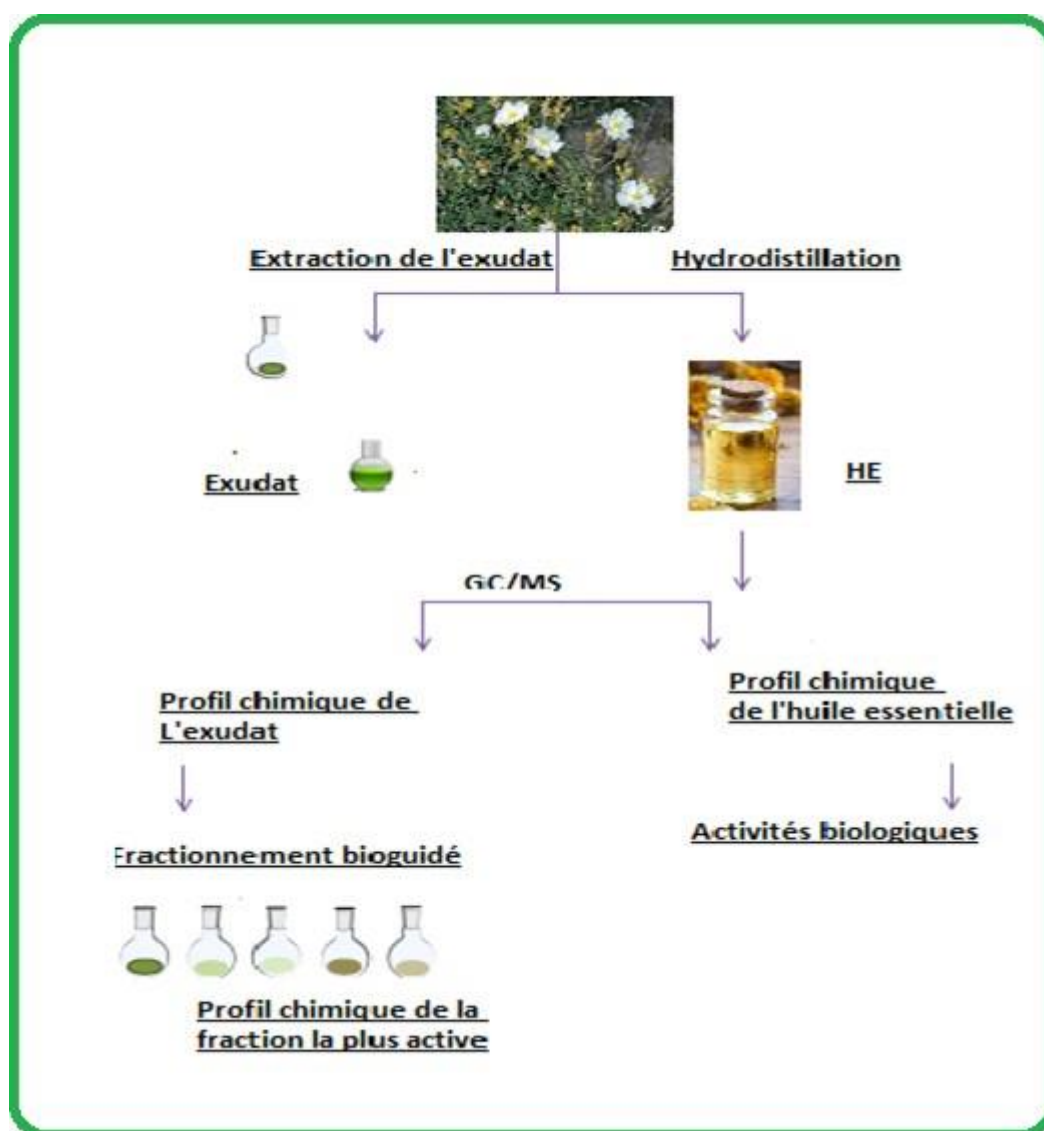 Extraction de l'exudat
Hydrodistillation
Exudat
HE
GC/MS
Profil chimique de
L'exudat
Profil chimique
de l'huile essentielle
Fractionnement bioguidé
Activités biologiques
Profil chimique de la
fraction la plus active